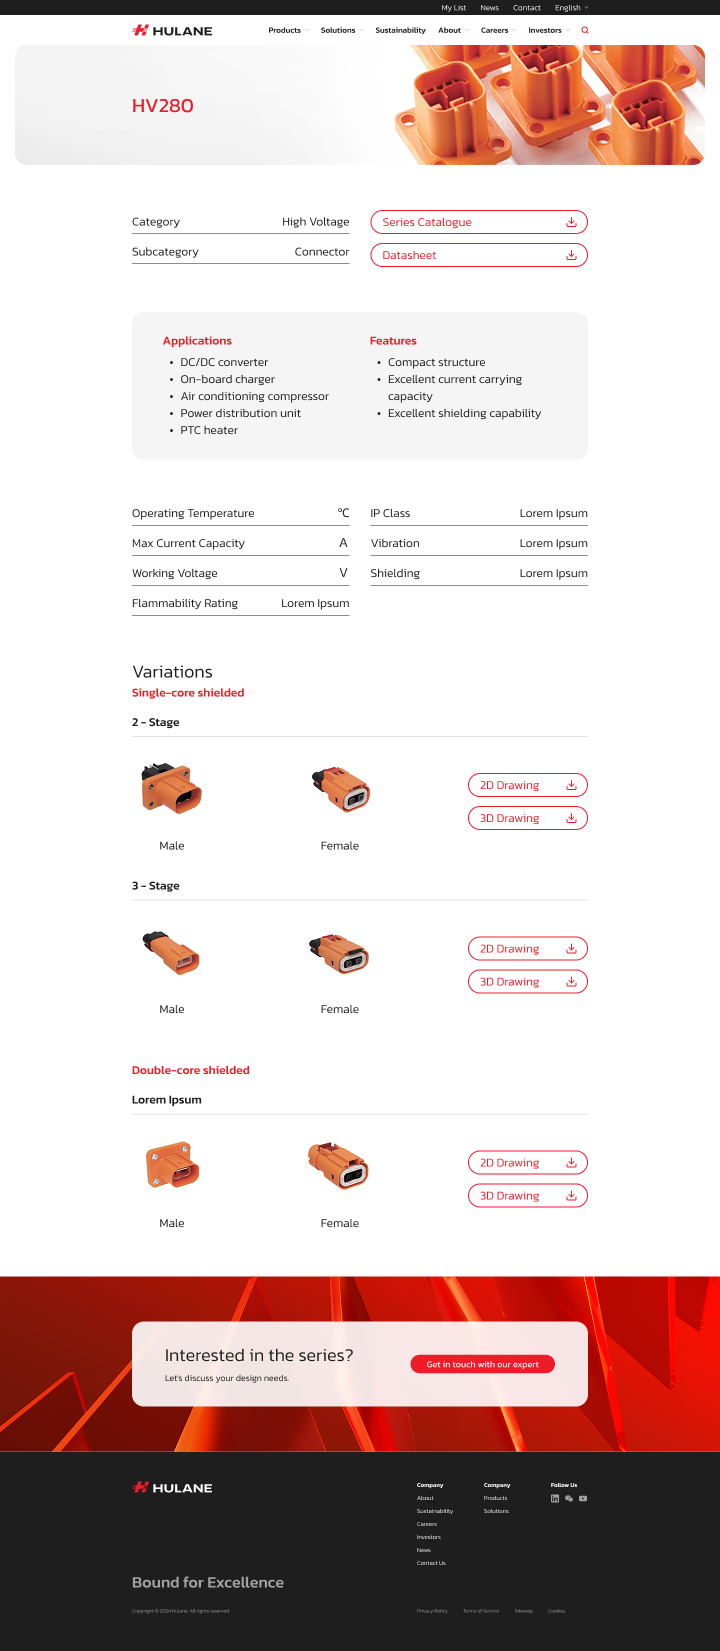 My List News Contact English
HULANE Products Solutions Sustainability About Careers Investors
HV280
Category High Voltage
Subcategory Connector
Series Catalogue
Datasheet
Applications
• DC/DC converter
• On-board charger
• Air conditioning compressor
• Power distribution unit
• PTC heater
Features
• Compact structure
• Excellent current carrying
capacity
• Excellent shielding capability
Operating Temperature °C
Max Current Capacity A
Working Voltage V
Flammability Rating Lorem Ipsum
IP Class Lorem Ipsum
Vibration Lorem Ipsum
Shielding Lorem Ipsum
Variations
Single-core shielded
2 - Stage
Male Female
2D Drawing
3D Drawing
3 - Stage
Male Female
2D Drawing
3D Drawing
Double-core shielded
Lorem Ipsum
Male Female
2D Drawing
3D Drawing
Interested in the series?
Let's discuss your design needs.
Get in touch with our expert
HULANE
Company
About
Sustainability
Careers
Investors
News
Contact Us
Company
Products
Solutions
Follow Us
in
Bound for Excellence
Copyright © 2024 Hulane. All rights reserved.
Privacy Policy Terms of Service Sitemap Cookies